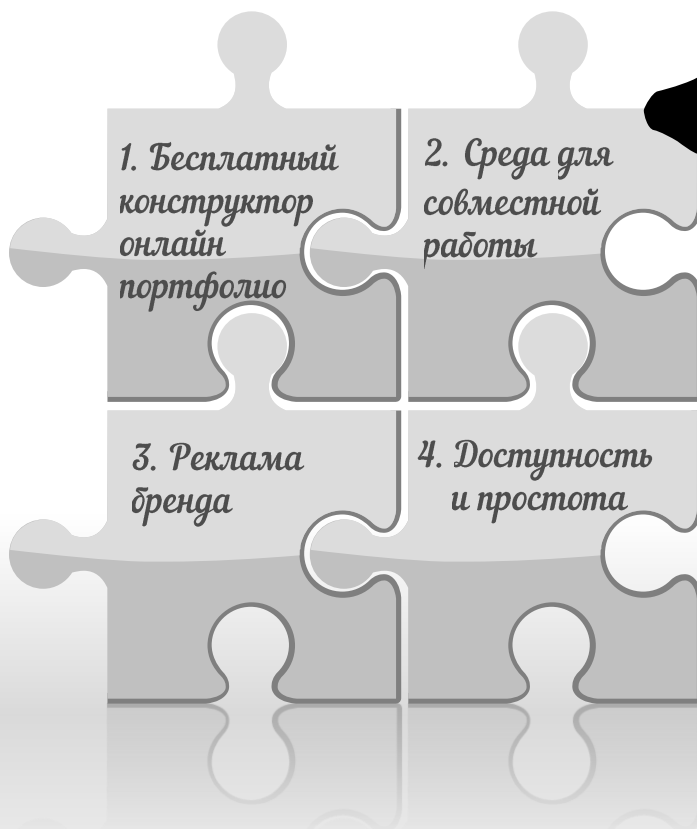 1. Бесплатный
конструктор
онлайн
портфолио
2. Среда для
совместной
работы
3. Реклама
бренда
4. Доступность
и простота